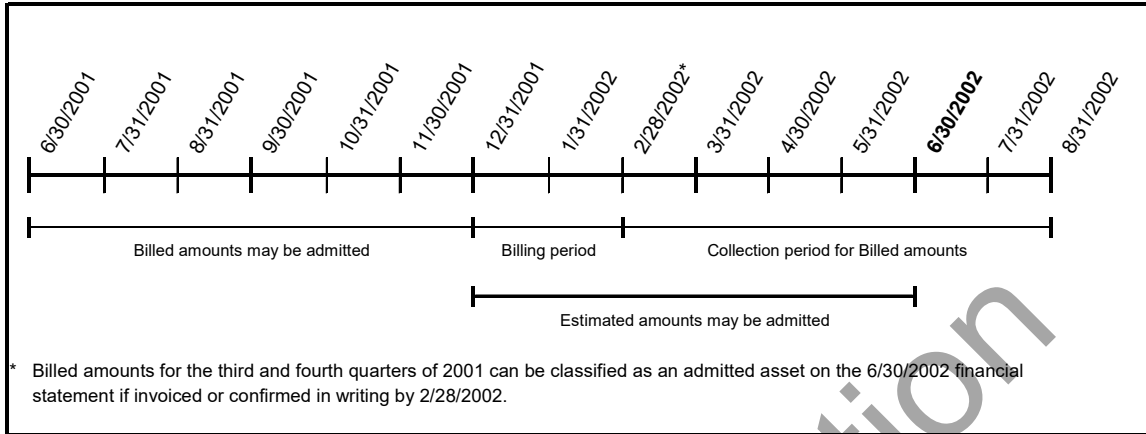 6/30/2001
7/31/2001
8/31/2001
9/30/2001
10/31/2001
11/30/2001
12/31/2001
1/31/2002
2/28/2002*
3/31/2002
4/30/2002
5/31/2002
6/30/2002
7/31/2002
8/31/2002
Billed amounts may be admitted
Billing period
Collection period for Billed amounts
Estimated amounts may be admitted
* Billed amounts for the third and fourth quarters of 2001 can be classified as an admitted asset on the 6/30/2002 financial
statement if invoiced or confirmed in writing by 2/28/2002.
tion